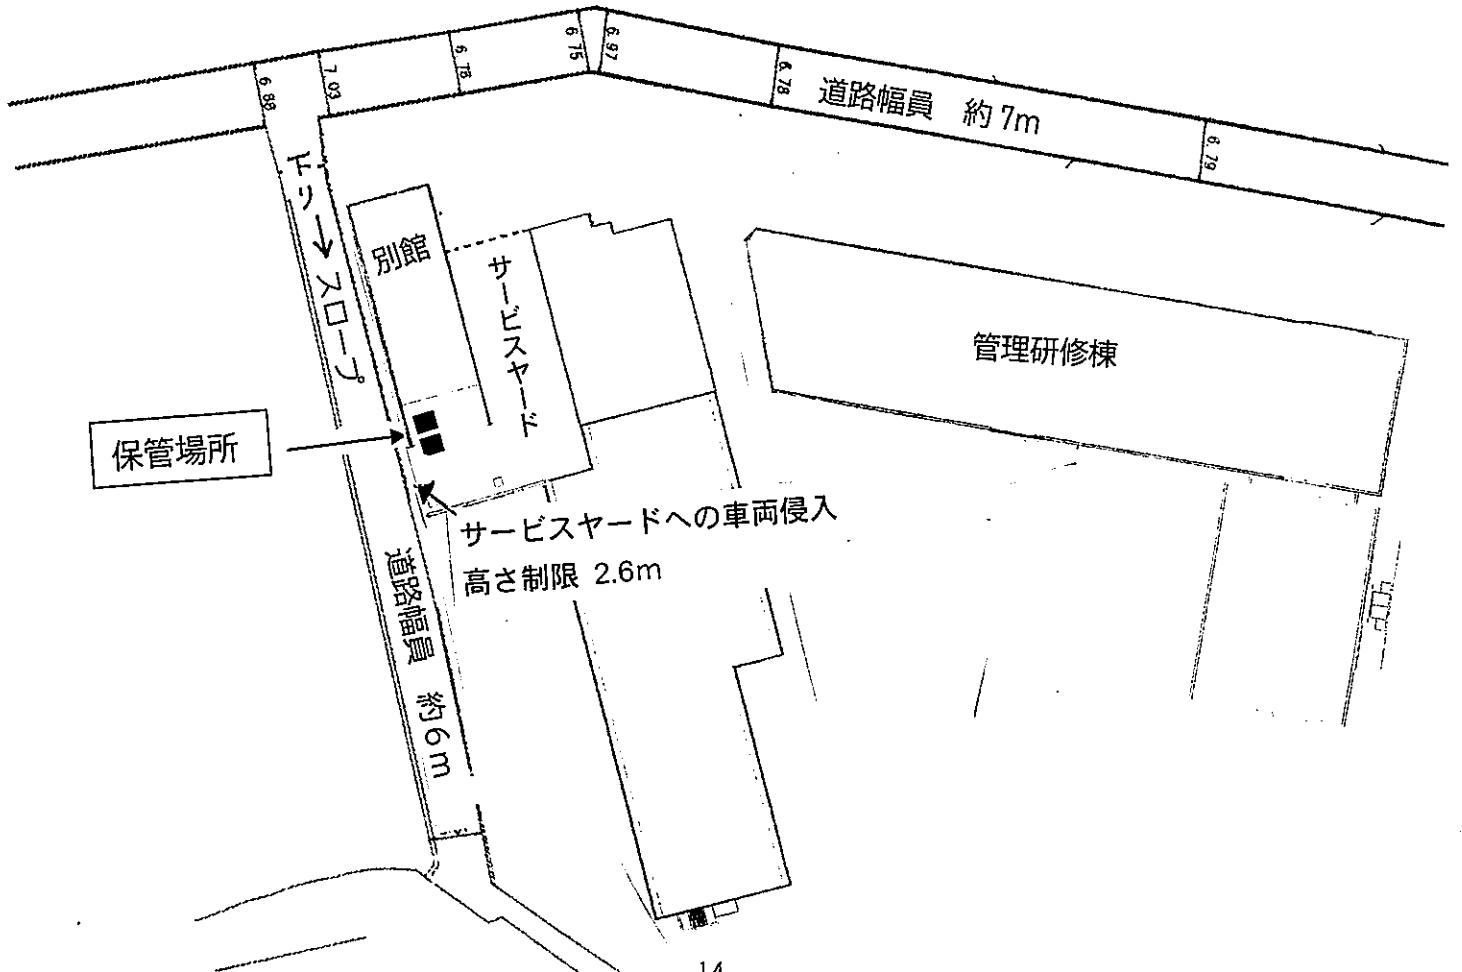 6.88
7.03
6.78
6.75
6.97
6.78
道路幅員 約7m
6.79
下り→スロープ
別館
サービスヤード
管理研修棟
保管場所
サービスヤードへの車両侵入
高さ制限 2.6m
道路幅員 約6m
14